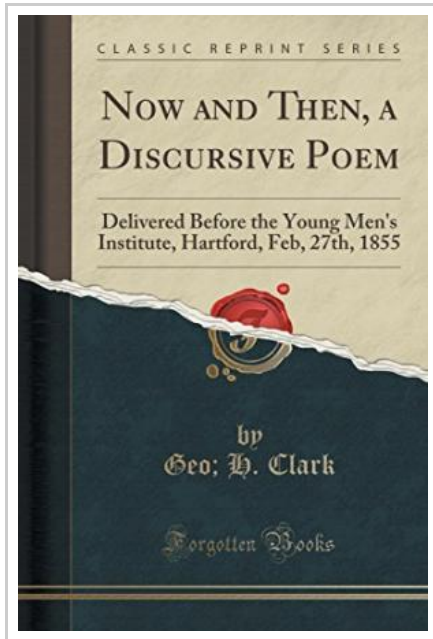 CLASSIC REPRINT SERIES
NOW AND THEN, A
DISCURSIVE POEM
Delivered Before the Young Men's
Institute, Hartford, Feb, 27th, 1855
by
Geo; H. Clark
Forgotten Books